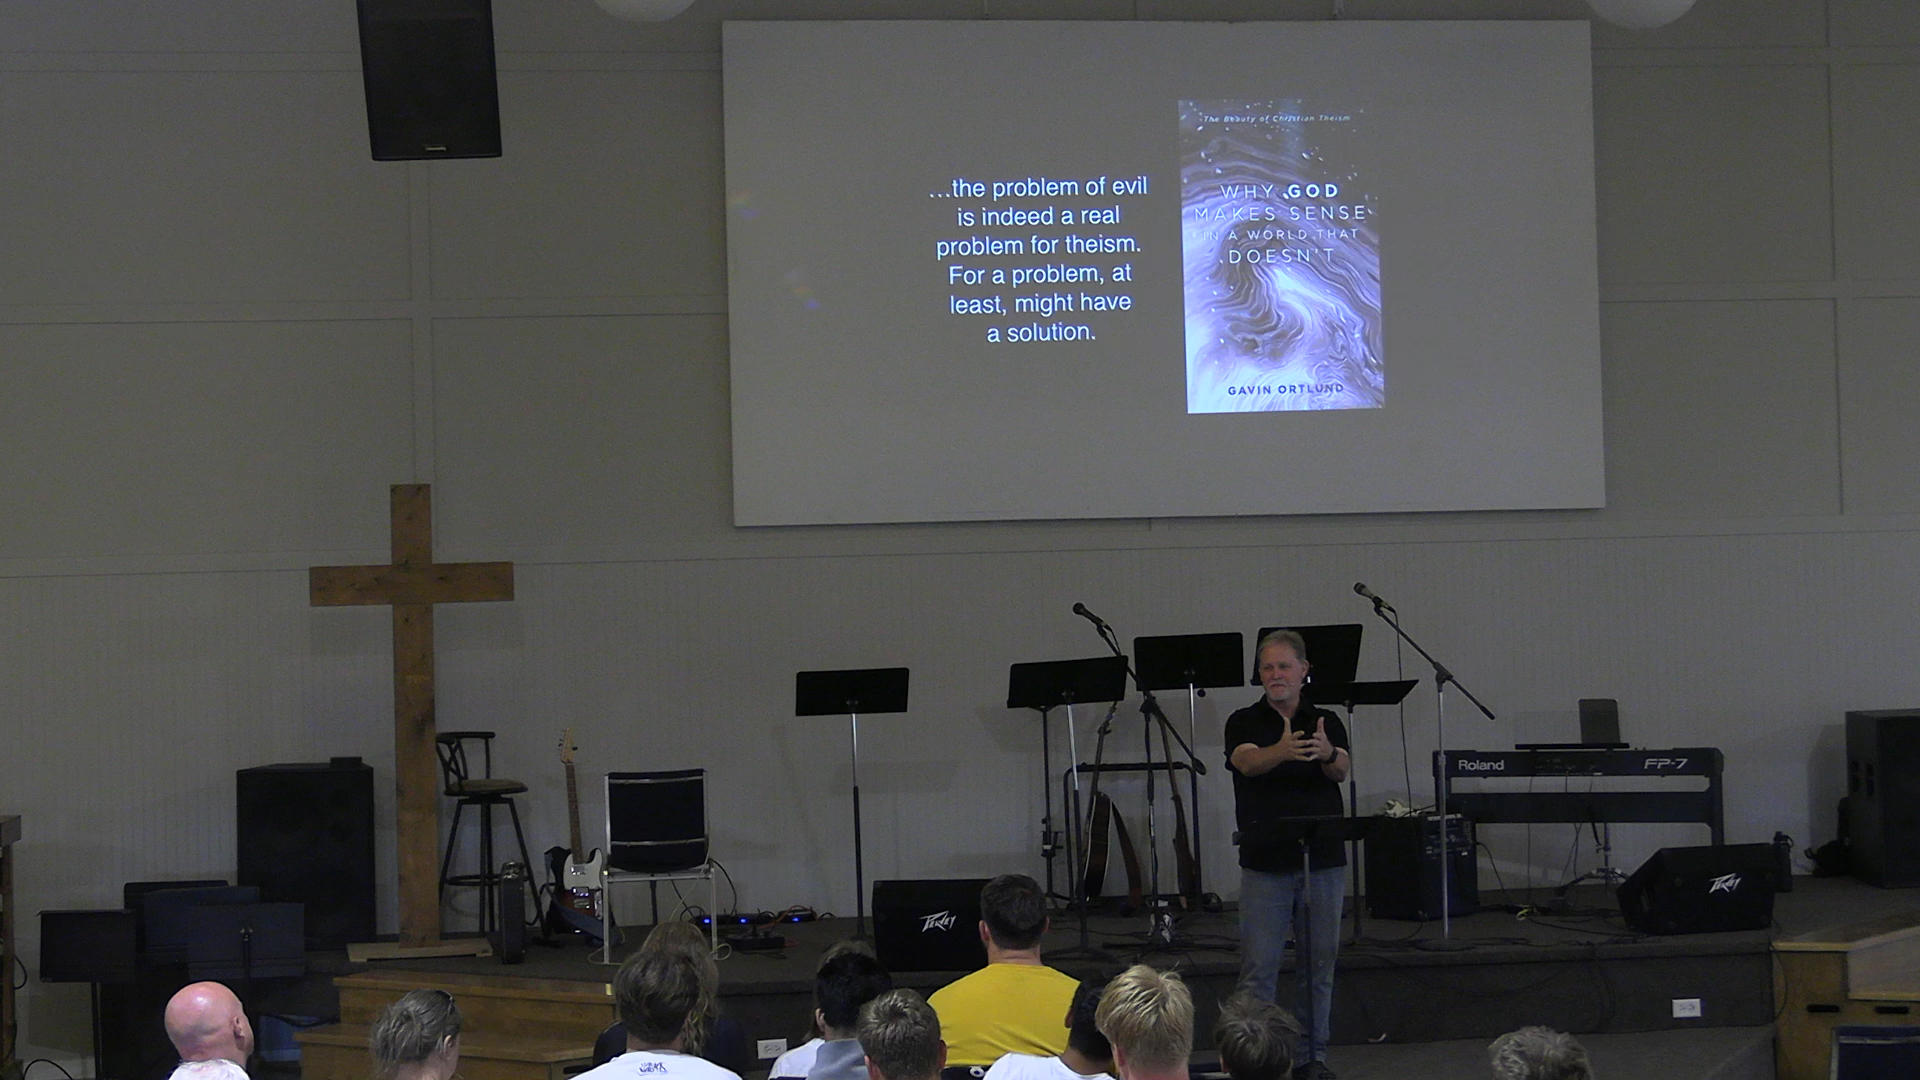 ...the problem of evil
is indeed a real
problem for theism.
For a problem, at
least, might have
a solution.
The Beauty of Christian Theism
WHY GOD
MAKES SENSE
IN A WORLD THAT
DOESN'T
GAVIN ORTLUND
Roland
FP-7
PEAVEY
PEAVEY